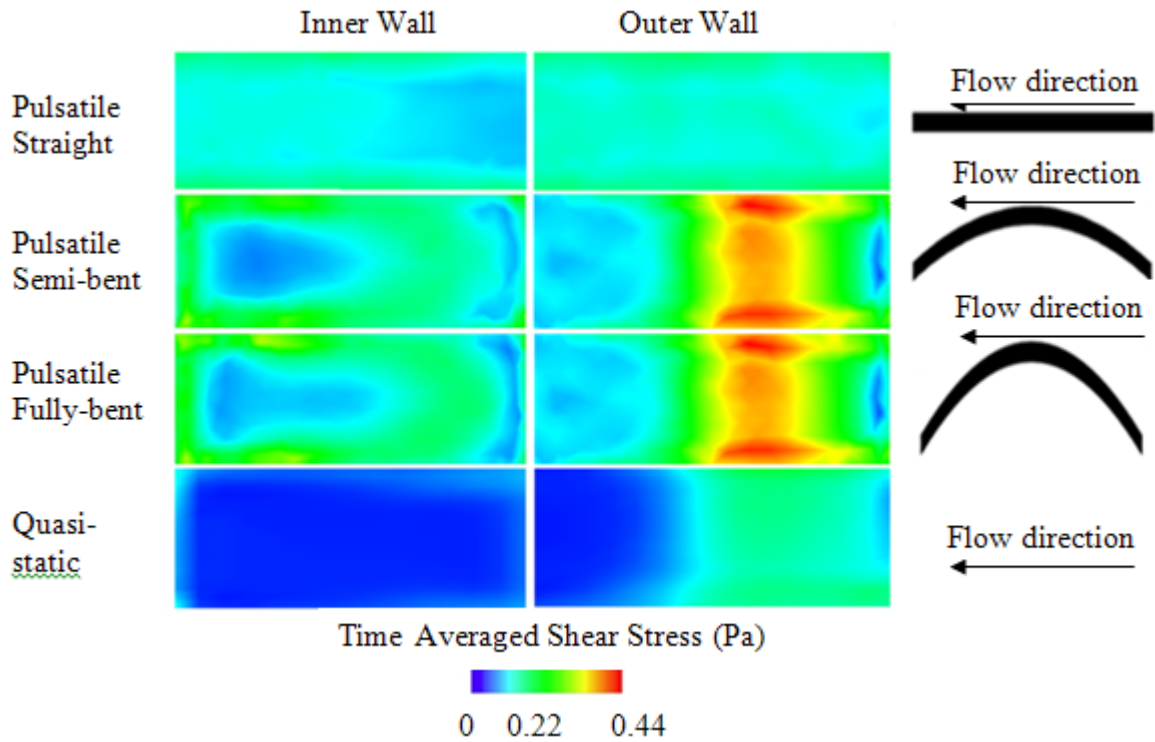 Inner Wall
Outer Wall
Pulsatile
Straight
Flow direction
Pulsatile
Semi-bent
Flow direction
Pulsatile
Fully-bent
Flow direction
Quasi-
static
Flow direction
Time Averaged Shear Stress (Pa)
0 0.22 0.44